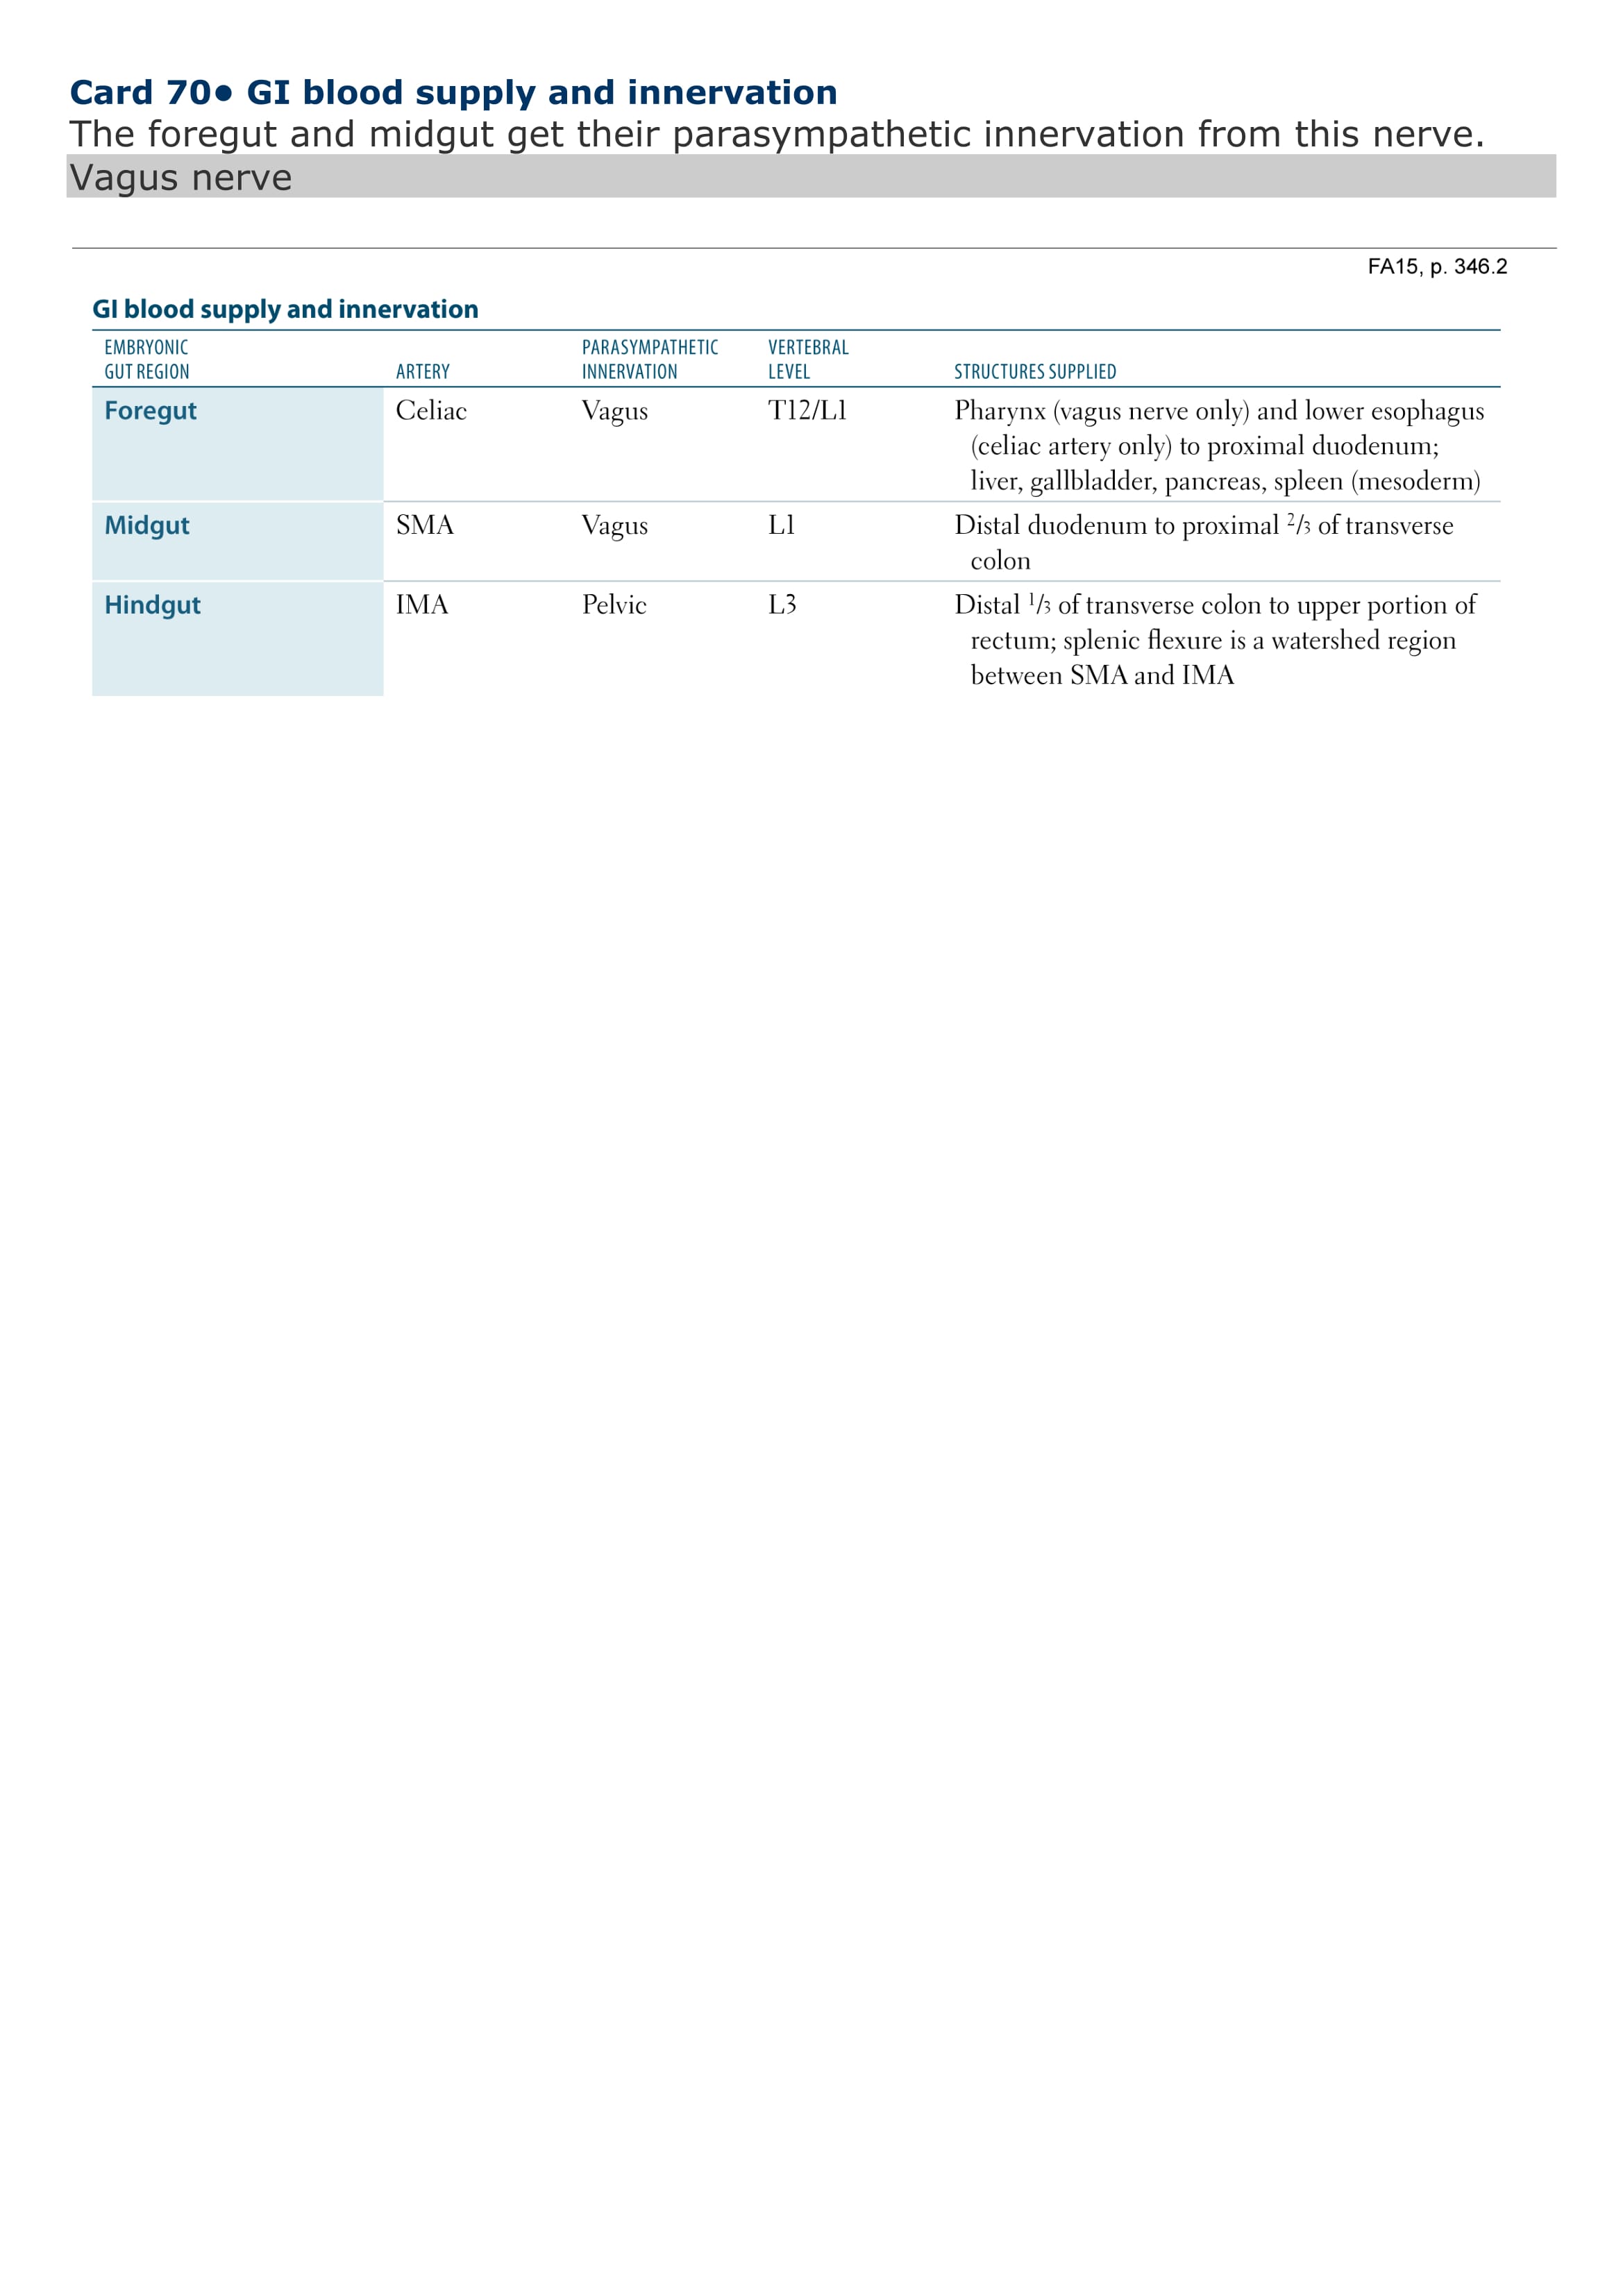 Card 70● GI blood supply and innervation
The foregut and midgut get their parasympathetic innervation from this nerve.
Vagus nerve
FA15, p. 346.2
GI blood supply and innervation
EMBRYONIC GUT REGION ARTERY PARASYMPATHETIC INNERVATION VERTEBRAL LEVEL STRUCTURES SUPPLIED
Foregut Celiac Vagus T12/L1 Pharynx (vagus nerve only) and lower esophagus
(celiac artery only) to proximal duodenum;
liver, gallbladder, pancreas, spleen (mesoderm)
Midgut SMA Vagus L1 Distal duodenum to proximal 2/3 of transverse
colon
Hindgut IMA Pelvic L3 Distal 1/3 of transverse colon to upper portion of
rectum; splenic flexure is a watershed region
between SMA and IMA